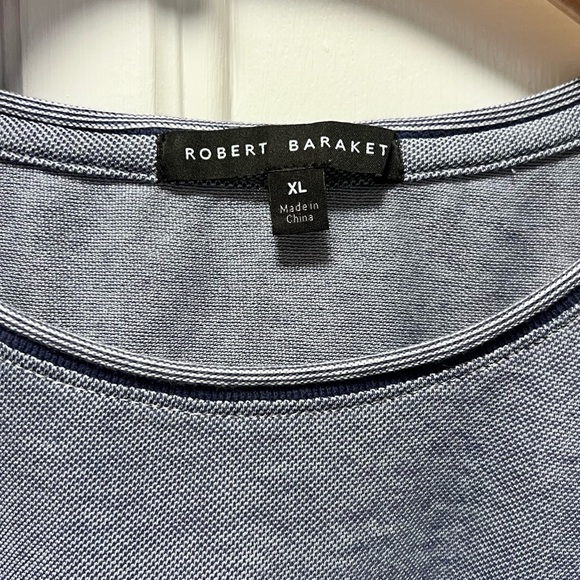 ROBERT BARAKET
XL
Made in
China